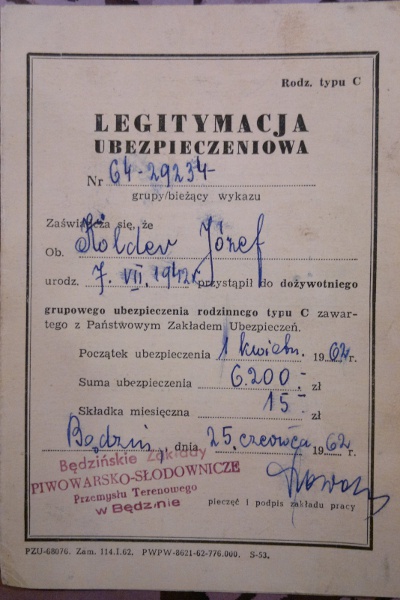 Rodz. typu C
LEGITYMACJA
UBEZPIECZENIOWA
Nr 64-29234
grupy/bieżący wykazu
Zaświadcza się, że
Ob. Kölder Józef
urodz. 7. VII. 1942 r. przystąpił do dożywotniego
grupowego ubezpieczenia rodzinnego typu C zawar-
tego z Państwowym Zakładem Ubezpieczeń.
Początek ubezpieczenia 1 kwietn. 1962 r.
Suma ubezpieczenia 6.200.- zł
Składka miesięczna 15.- zł
Będzin, dnia 25. czerwca 1962 r.
Będzińskie Zakłady
PIWOWARSKO-SŁODOWNICZE
Przemysłu Terenowego
w Będzinie
pieczęć i podpis zakładu pracy
PZU-68076. Zam. 114.I.62. PWPW-8621-62-776.000. S-53.